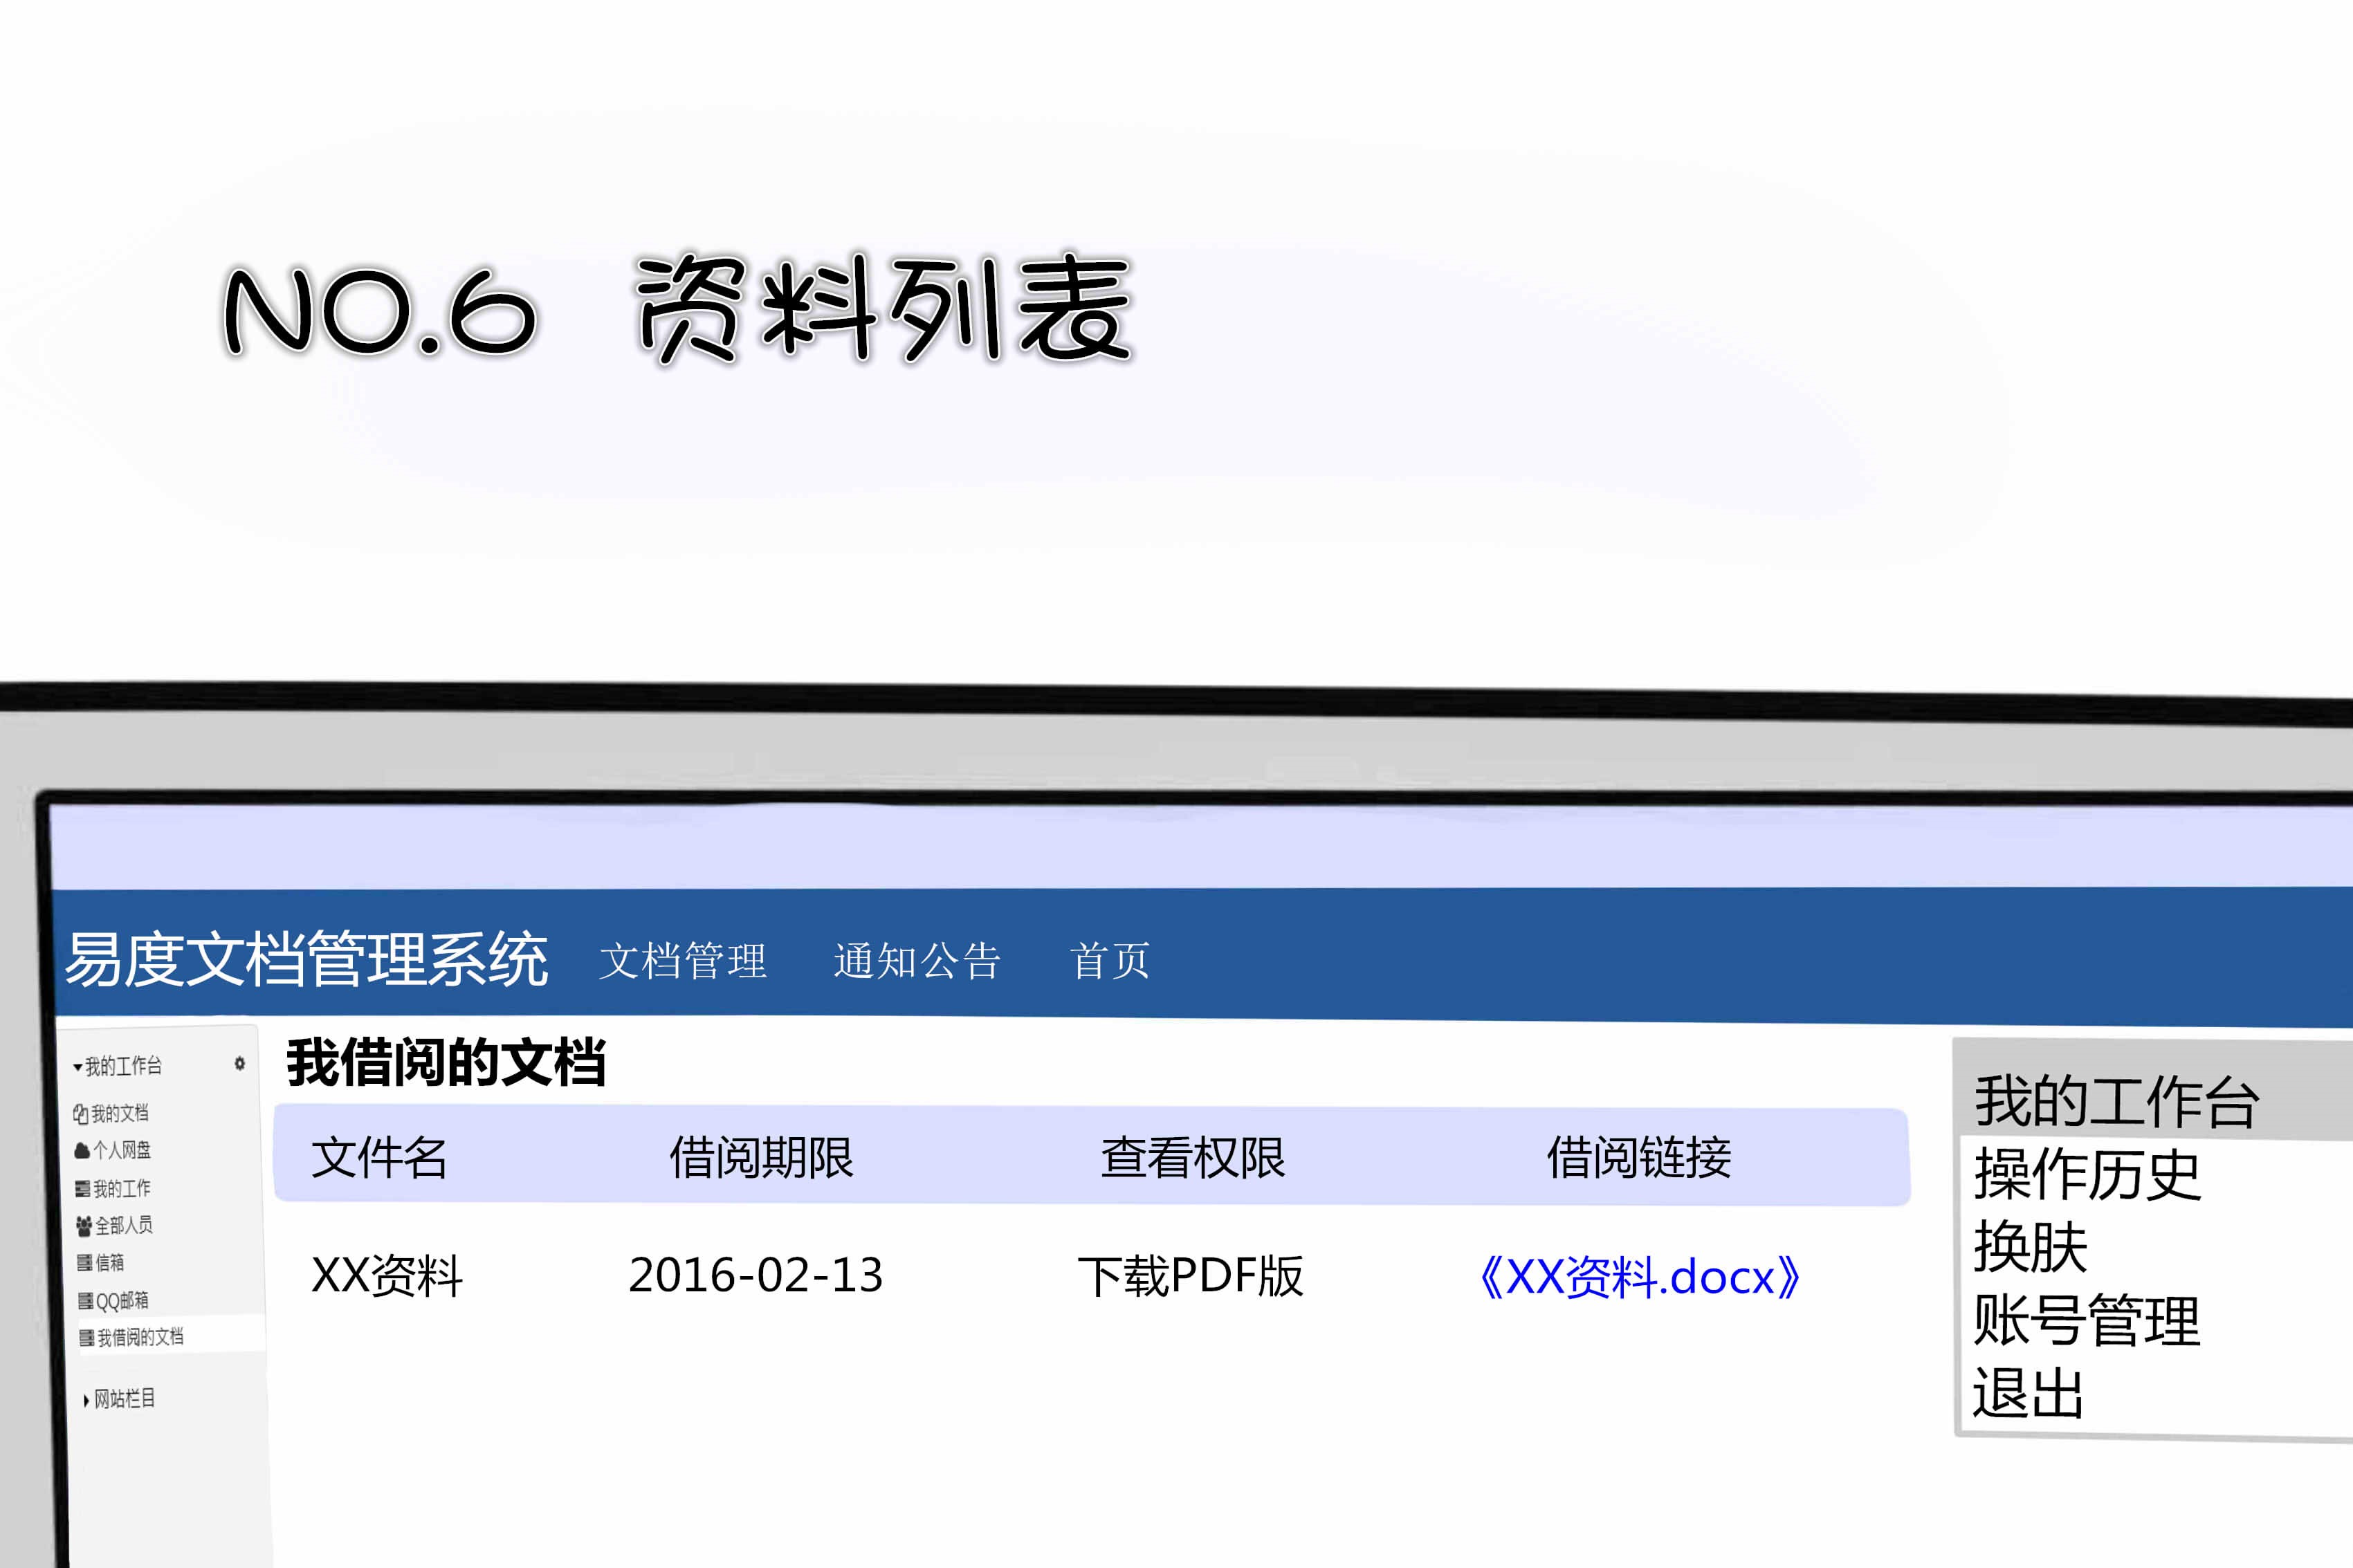 NO.6 资料列表
易度文档管理系统 文档管理 通知公告 首页
我的工作台
我的文档
个人网盘
我的工作
全部人员
信箱
QQ邮箱
我借阅的文档
网站栏目
我借阅的文档
文件名 借阅期限 查看权限 借阅链接
XX资料 2016-02-13 下载PDF版 《XX资料.docx》
我的工作台
操作历史
换肤
账号管理
退出